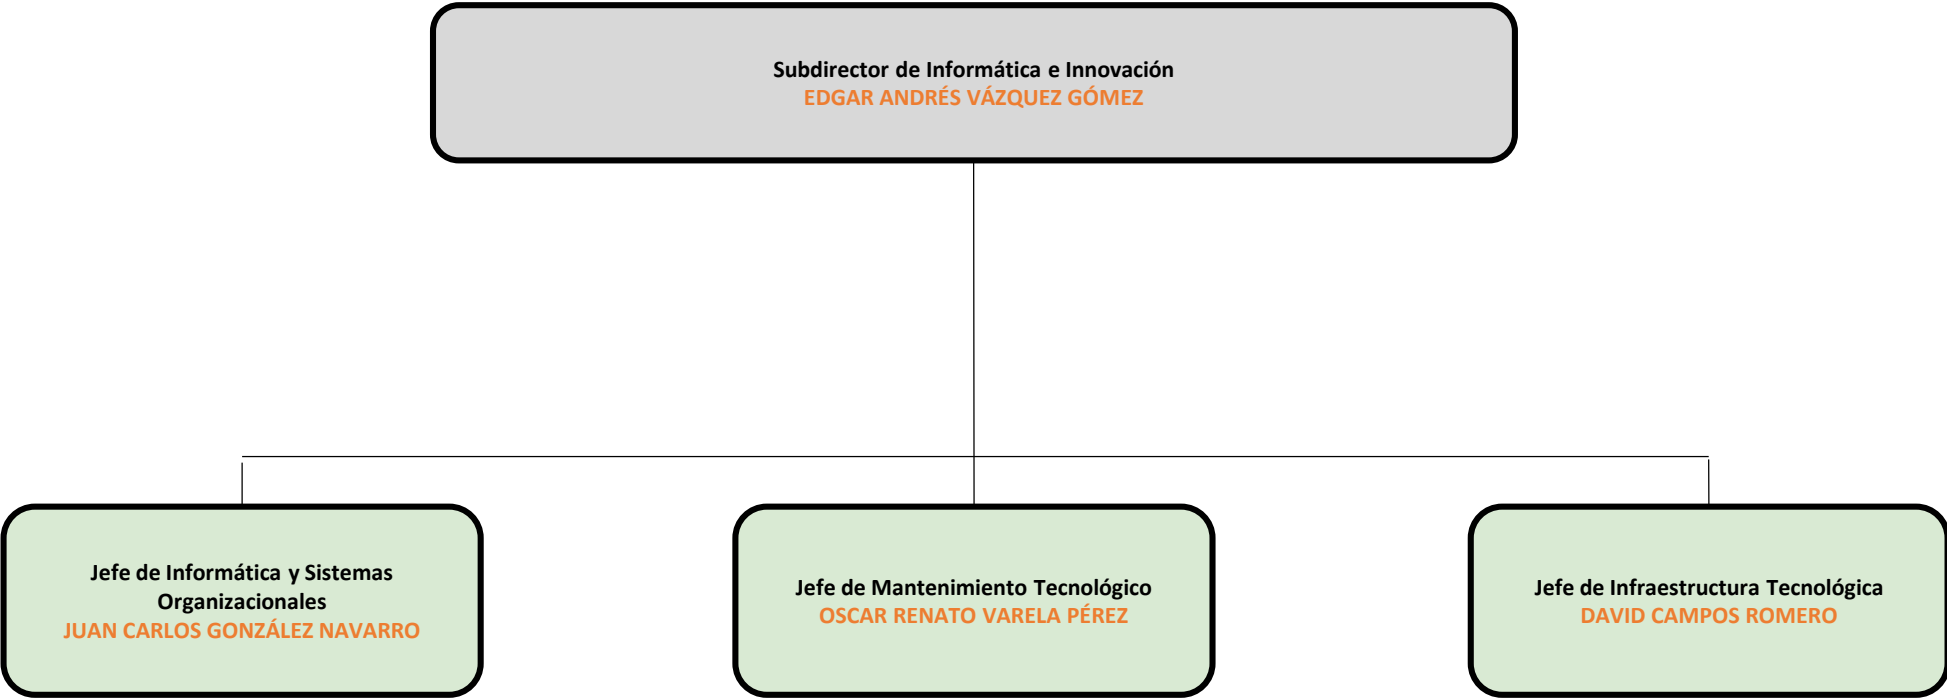 Subdirector de Informática e Innovación
EDGAR ANDRÉS VÁZQUEZ GÓMEZ
Jefe de Informática y Sistemas
Organizacionales
JUAN CARLOS GONZÁLEZ NAVARRO
Jefe de Mantenimiento Tecnológico
OSCAR RENATO VARELA PÉREZ
Jefe de Infraestructura Tecnológica
DAVID CAMPOS ROMERO